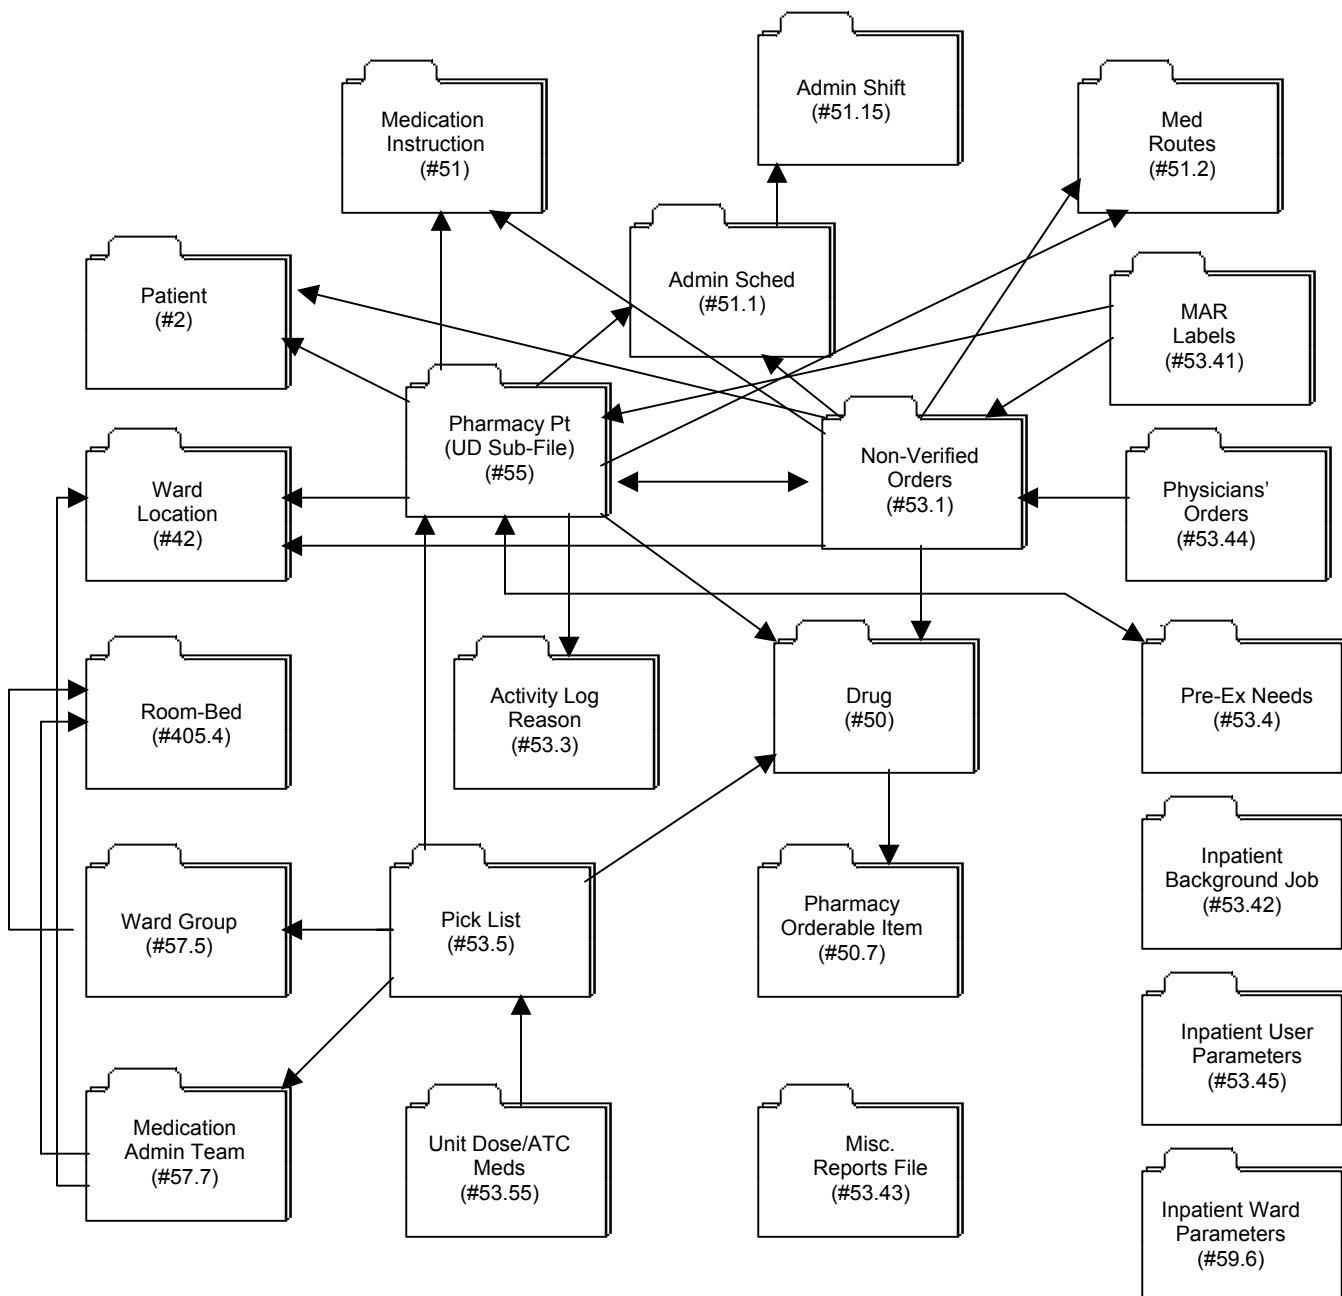 Admin Shift
(#51.15)
Medication
Instruction
(#51)
Med
Routes
(#51.2)
Patient
(#2)
Admin Sched
(#51.1)
MAR
Labels
(#53.41)
Pharmacy Pt
(UD Sub-File)
(#55)
Non-Verified
Orders
(#53.1)
Ward
Location
(#42)
Physicians’
Orders
(#53.44)
Room-Bed
(#405.4)
Activity Log
Reason
(#53.3)
Drug
(#50)
Pre-Ex Needs
(#53.4)
Inpatient
Background Job
(#53.42)
Ward Group
(#57.5)
Pick List
(#53.5)
Pharmacy
Orderable Item
(#50.7)
Inpatient User
Parameters
(#53.45)
Medication
Admin Team
(#57.7)
Unit Dose/ATC
Meds
(#53.55)
Misc.
Reports File
(#53.43)
Inpatient Ward
Parameters
(#59.6)